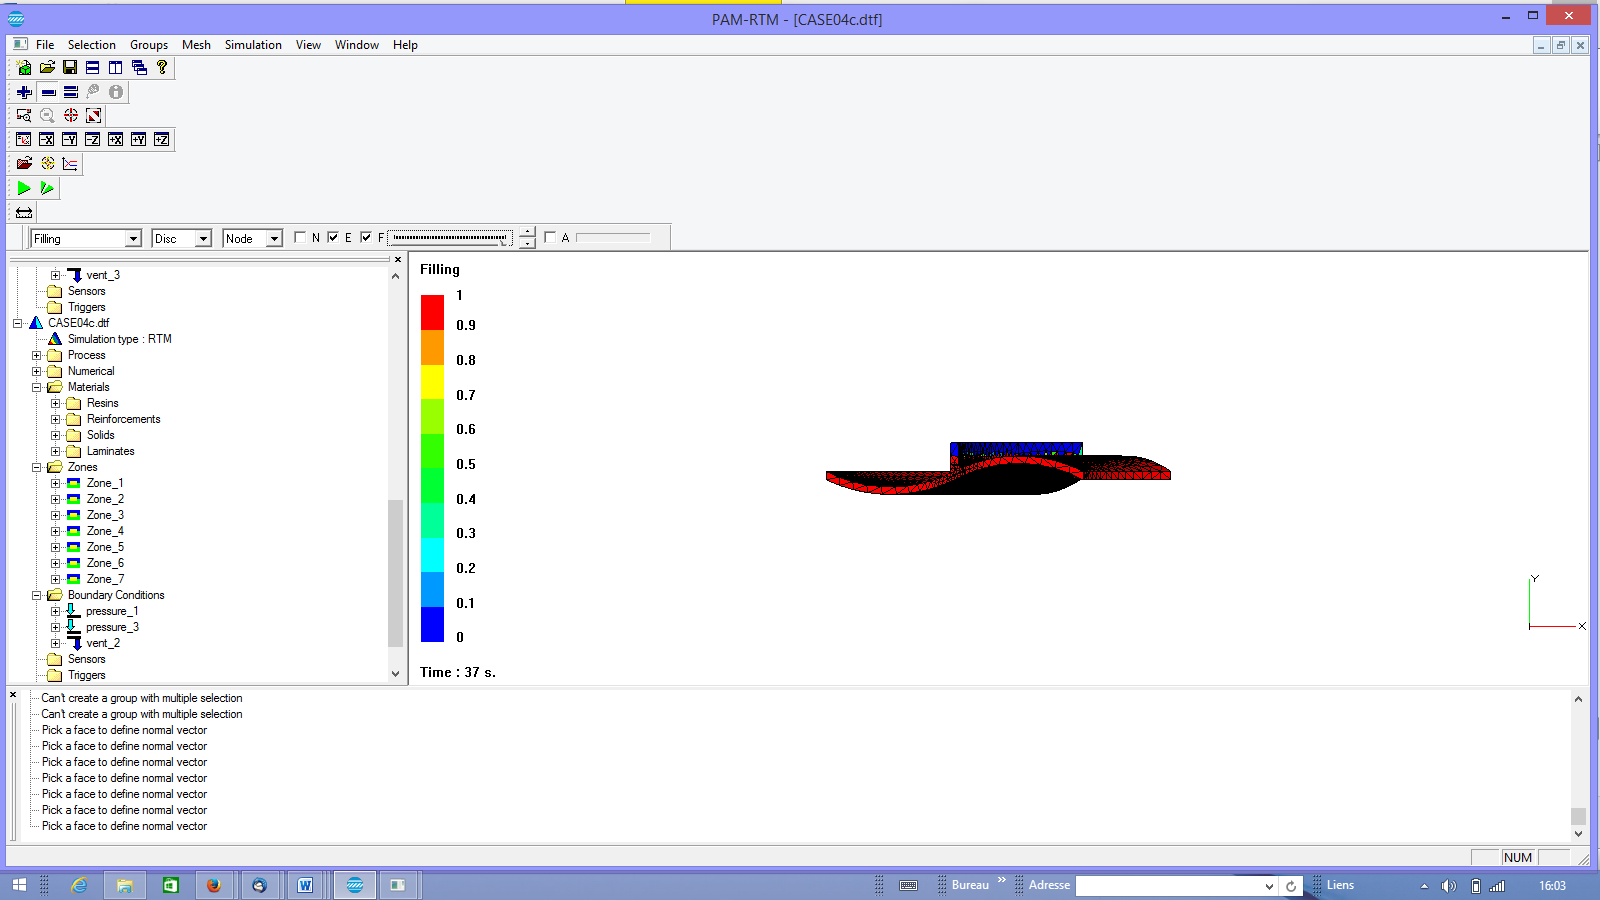 PAM-RTM - [CASE04c.dtf]
File Selection Groups Mesh Simulation View Window Help
-X -Y -Z +X +Y +Z
Filling Disc Node N E F A
vent_3
Sensors
Triggers
CASE04c.dtf
Simulation type : RTM
Process
Numerical
Materials
Resins
Reinforcements
Solids
Laminates
Zones
Zone_1
Zone_2
Zone_3
Zone_4
Zone_5
Zone_6
Zone_7
Boundary Conditions
pressure_1
pressure_3
vent_2
Sensors
Triggers
Filling
1
0.9
0.8
0.7
0.6
0.5
0.4
0.3
0.2
0.1
0
Time : 37 s.
Y
X
Can't create a group with multiple selection
Can't create a group with multiple selection
Pick a face to define normal vector
Pick a face to define normal vector
Pick a face to define normal vector
Pick a face to define normal vector
Pick a face to define normal vector
Pick a face to define normal vector
Pick a face to define normal vector
NUM
Bureau » Adresse Liens 16:03